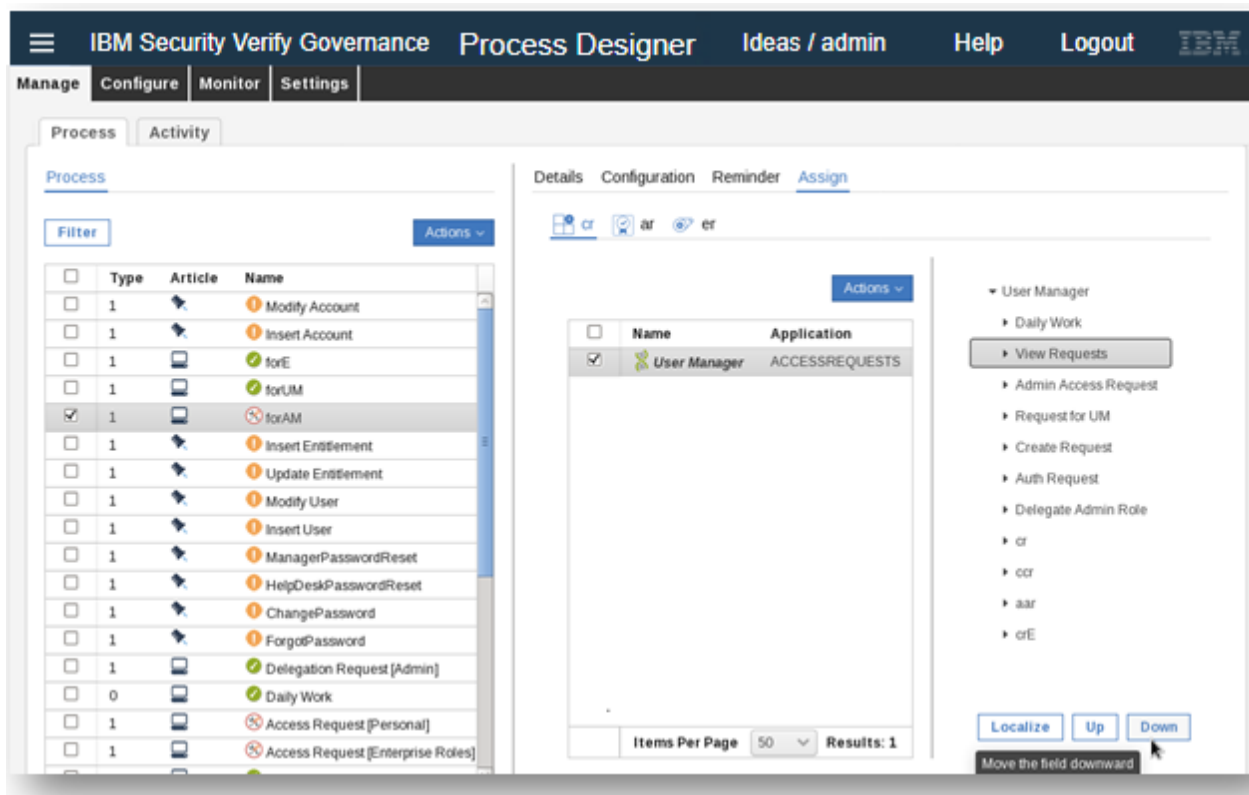 IBM Security Verify Governance Process Designer Ideas / admin Help Logout IBM
Manage Configure Monitor Settings
Process Activity
Process
Filter Actions
Type Article Name
1 Modify Account
1 Insert Account
1 forE
1 forUM
1 forAM
1 Insert Entitlement
1 Update Entitlement
1 Modify User
1 Insert User
1 ManagerPasswordReset
1 HelpDeskPasswordReset
1 ChangePassword
1 ForgotPassword
1 Delegation Request [Admin]
0 Daily Work
1 Access Request [Personal]
1 Access Request [Enterprise Roles]
Details Configuration Reminder Assign
cr ar er
Actions
Name Application
User Manager ACCESSREQUESTS
Items Per Page 50 Results: 1
User Manager
Daily Work
View Requests
Admin Access Request
Request for UM
Create Request
Auth Request
Delegate Admin Role
cr
ccr
aar
crE
Localize Up Down
Move the field downward